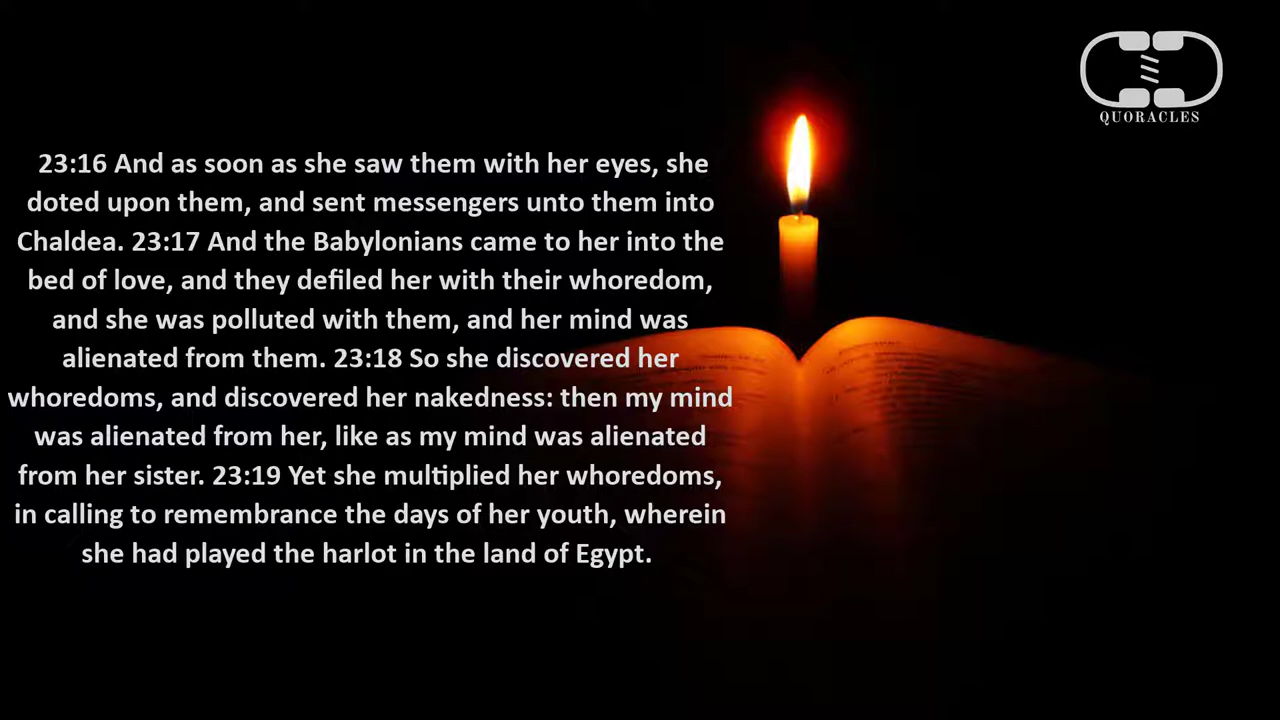 QUORACLES
23:16 And as soon as she saw them with her eyes, she
doted upon them, and sent messengers unto them into
Chaldea. 23:17 And the Babylonians came to her into the
bed of love, and they defiled her with their whoredom,
and she was polluted with them, and her mind was
alienated from them. 23:18 So she discovered her
whoredoms, and discovered her nakedness: then my mind
was alienated from her, like as my mind was alienated
from her sister. 23:19 Yet she multiplied her whoredoms,
in calling to remembrance the days of her youth, wherein
she had played the harlot in the land of Egypt.